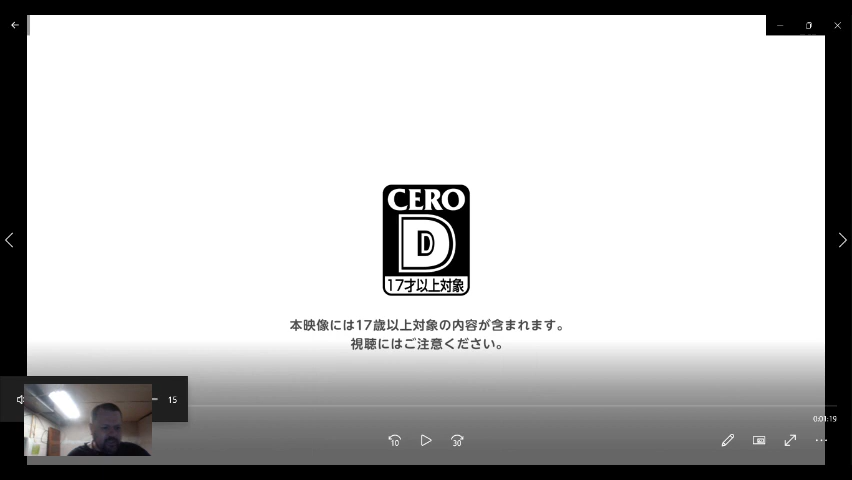 CERO
D
17才以上対象
本映像には17歳以上対象の内容が含まれます。
視聴にはご注意ください。
15
0:01:19
10
30